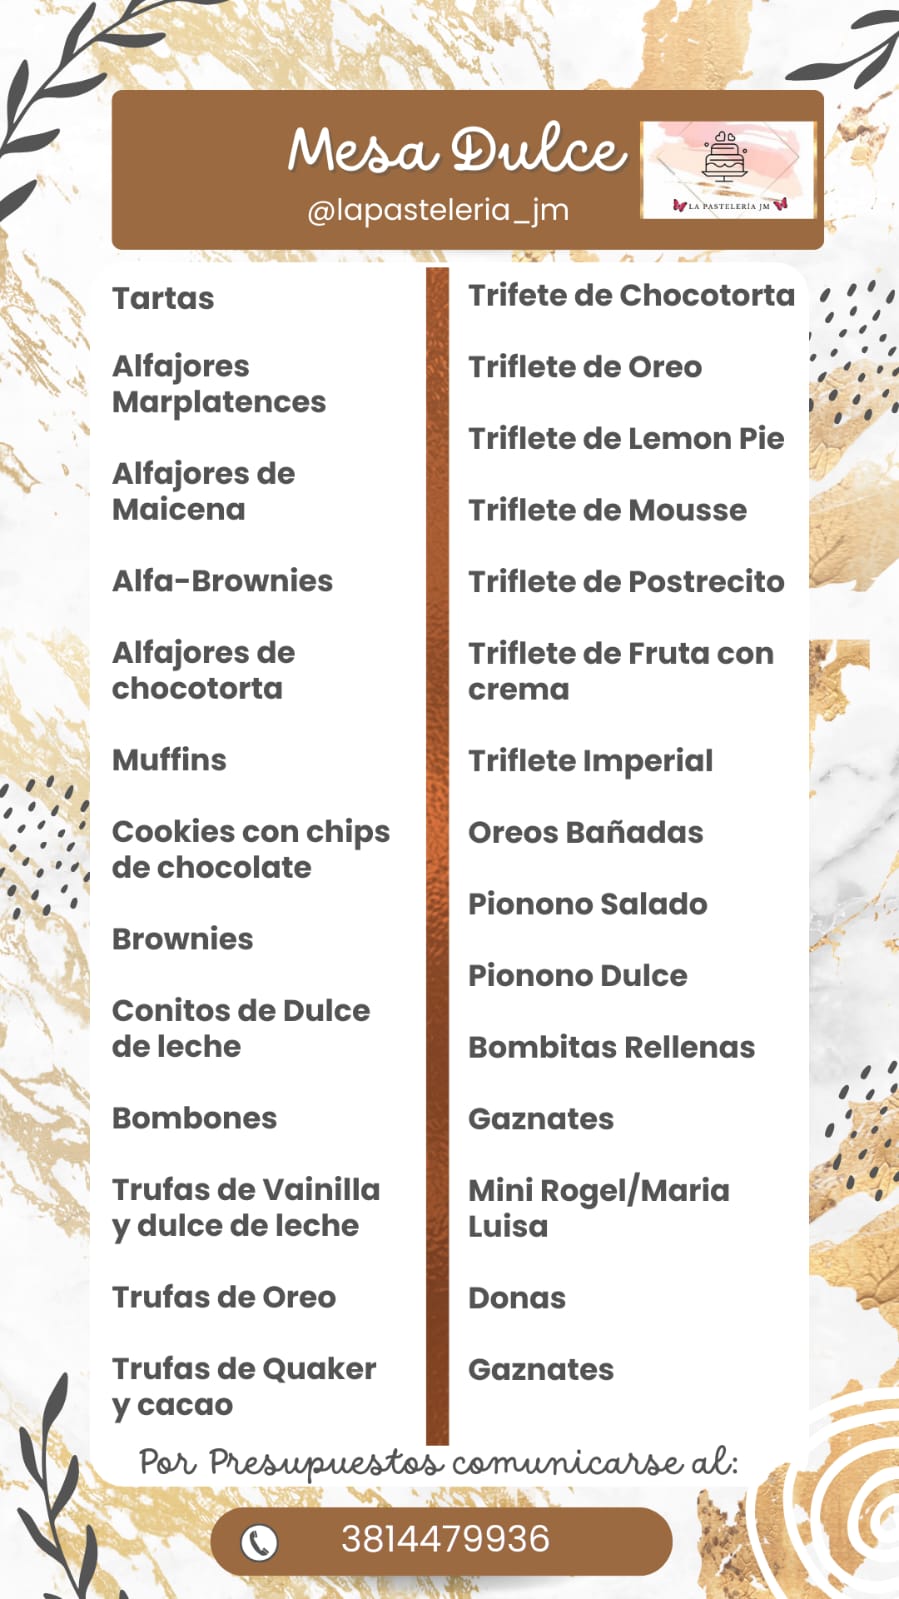 Mesa Dulce
@lapasteleria_jm
LA PASTELERÍA JM
Tartas
Alfajores
Marplatences
Alfajores de
Maicena
Alfa-Brownies
Alfajores de
chocotorta
Muffins
Cookies con chips
de chocolate
Brownies
Conitos de Dulce
de leche
Bombones
Trufas de Vainilla
y dulce de leche
Trufas de Oreo
Trufas de Quaker
y cacao
Trifete de Chocotorta
Triflete de Oreo
Triflete de Lemon Pie
Triflete de Mousse
Triflete de Postrecito
Triflete de Fruta con
crema
Triflete Imperial
Oreos Bañadas
Pionono Salado
Pionono Dulce
Bombitas Rellenas
Gaznates
Mini Rogel/Maria
Luisa
Donas
Gaznates
Por Presupuestos comunicarse al:
3814479936